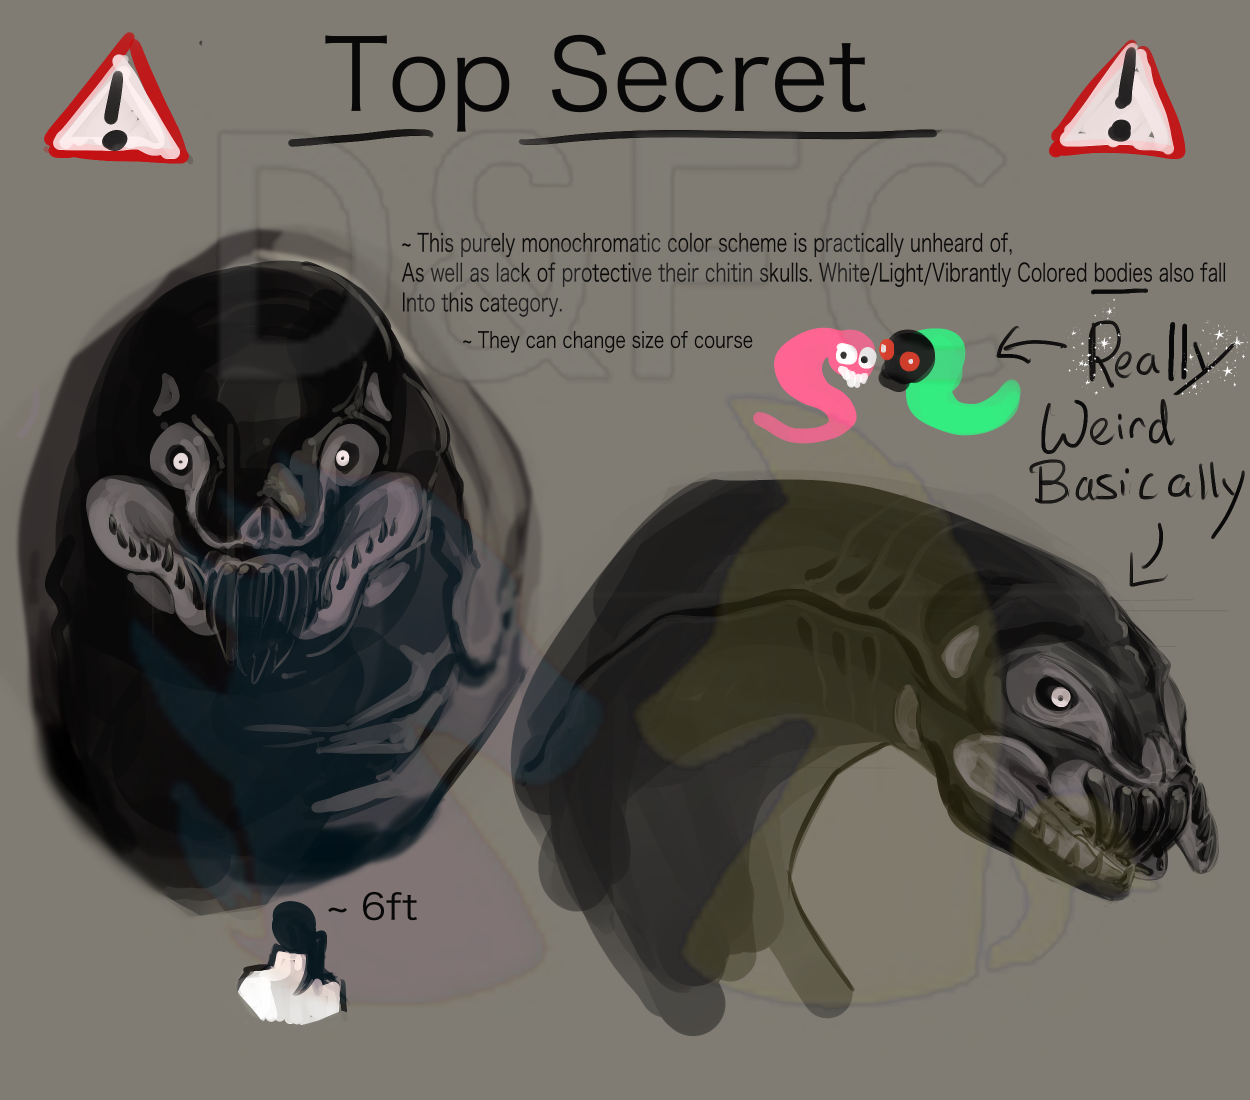 Top Secret
D&FC
~ This purely monochromatic color scheme is practically unheard of,
As well as lack of protective their chitin skulls. White/Light/Vibrantly Colored bodies also fall
Into this category.
~ They can change size of course
Really
Weird
Basically
~ 6ft